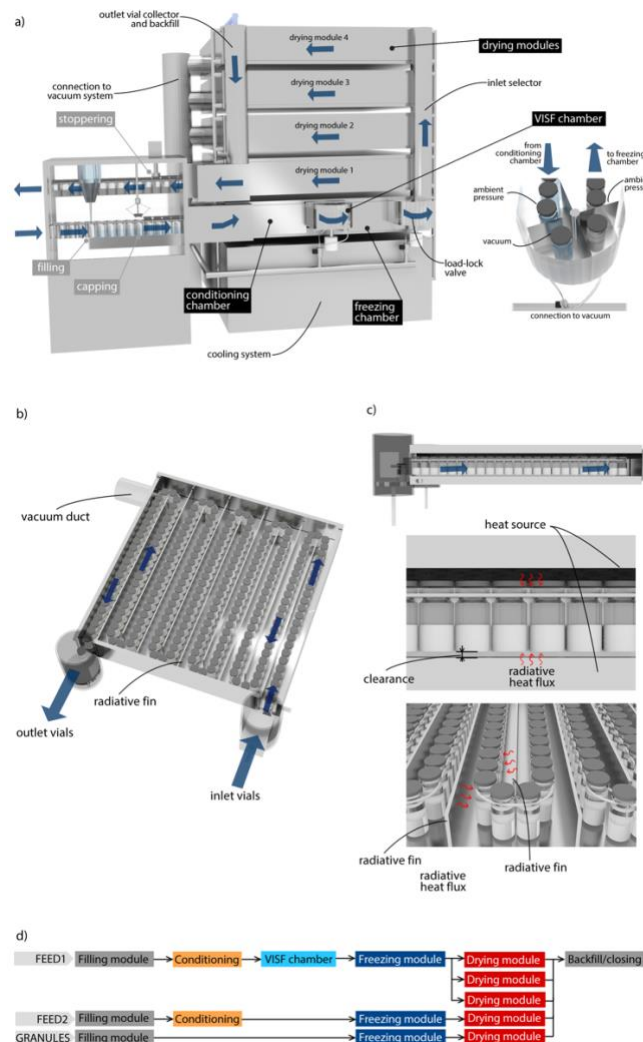 a)
outlet vial collector
and backfill
drying module 4
drying modules
connection to
vacuum system
drying module 3
inlet selector
stoppering
drying module 2
VISF chamber
from
conditioning
chamber
to freezing
chamber
drying module 1
ambient
pressure
vacuum
filling
capping
load-lock
valve
conditioning
chamber
freezing
chamber
connection to vacuum
cooling system
b)
vacuum duct
radiative fin
outlet vials
inlet vials
c)
heat source
clearance
radiative
heat flux
radiative fin
radiative fin
radiative
heat flux
d)
FEED1 Filling module Conditioning VISF chamber Freezing module Drying module Backfill/closing
Drying module
Drying module
FEED2 Filling module Conditioning Freezing module Drying module
GRANULES Filling module Freezing module Drying module